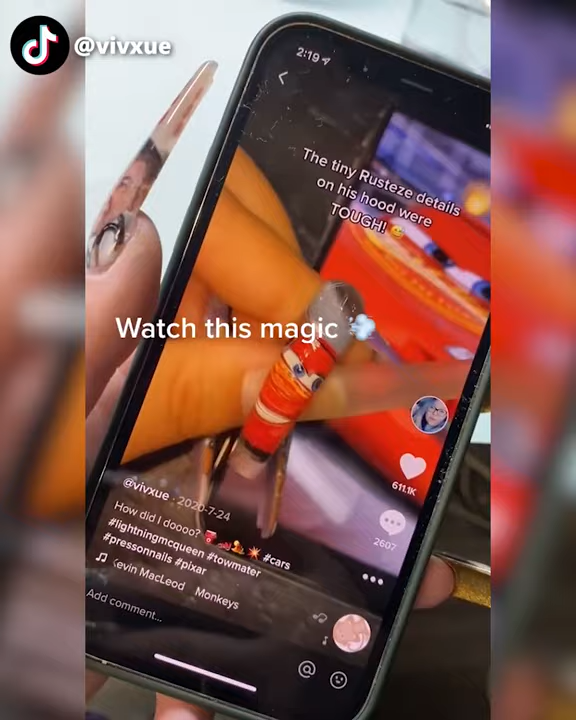 @vivxue
2:19
The tiny Rusteze details
on his hood were
TOUGH! 😅
Watch this magic 💨
611.1K
2607
@vivxue · 2020-7-24
How did I doooo?
#lightningmcqueen #towmater #cars
#pressonnails #pixar
Kevin MacLeod Monkeys
Add comment...